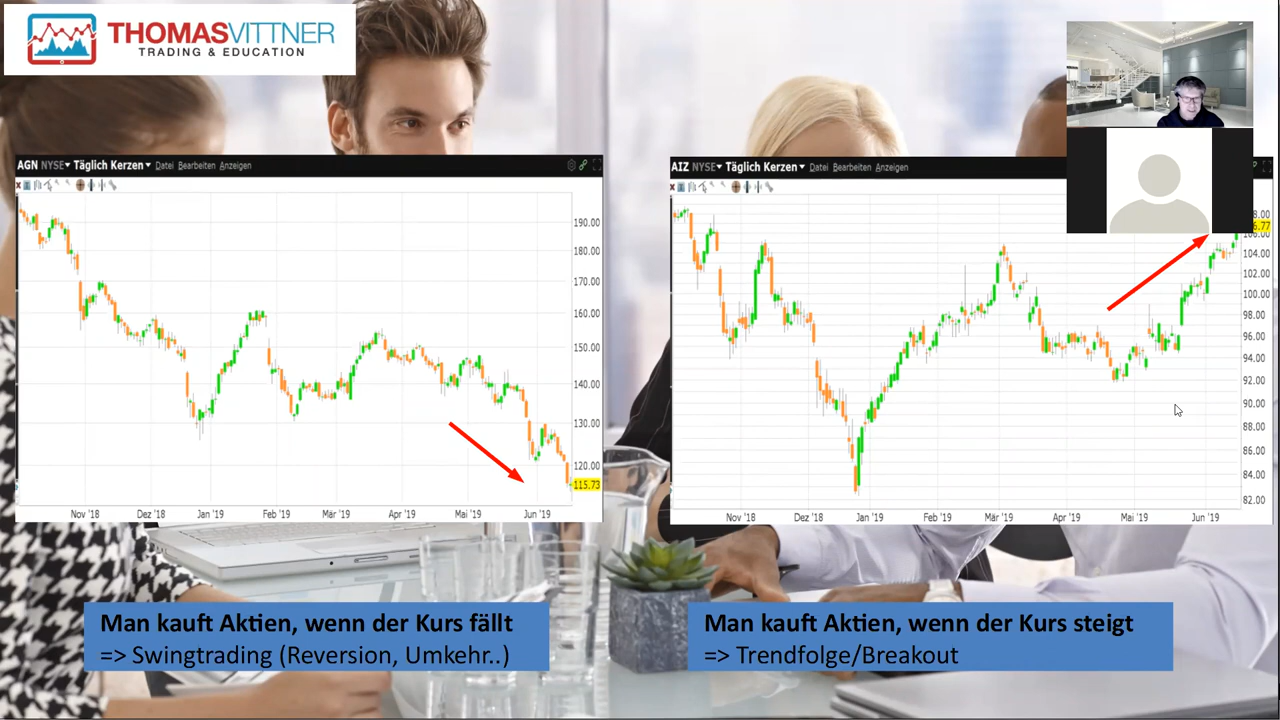 THOMASVITTNER
TRADING & EDUCATION
AGN NYSE Täglich Kerzen Datei Bearbeiten Anzeigen
190.00
180.00
170.00
160.00
150.00
140.00
130.00
120.00
115.73
Nov '18 Dez '18 Jan '19 Feb '19 Mär '19 Apr '19 Mai '19 Jun '19
AIZ NYSE Täglich Kerzen Datei Bearbeiten Anzeigen
104.00
102.00
100.00
98.00
96.00
94.00
92.00
90.00
88.00
86.00
84.00
82.00
Nov '18 Dez '18 Jan '19 Feb '19 Mär '19 Apr '19 Mai '19 Jun '19
Man kauft Aktien, wenn der Kurs fällt
=> Swingtrading (Reversion, Umkehr..)
Man kauft Aktien, wenn der Kurs steigt
=> Trendfolge/Breakout